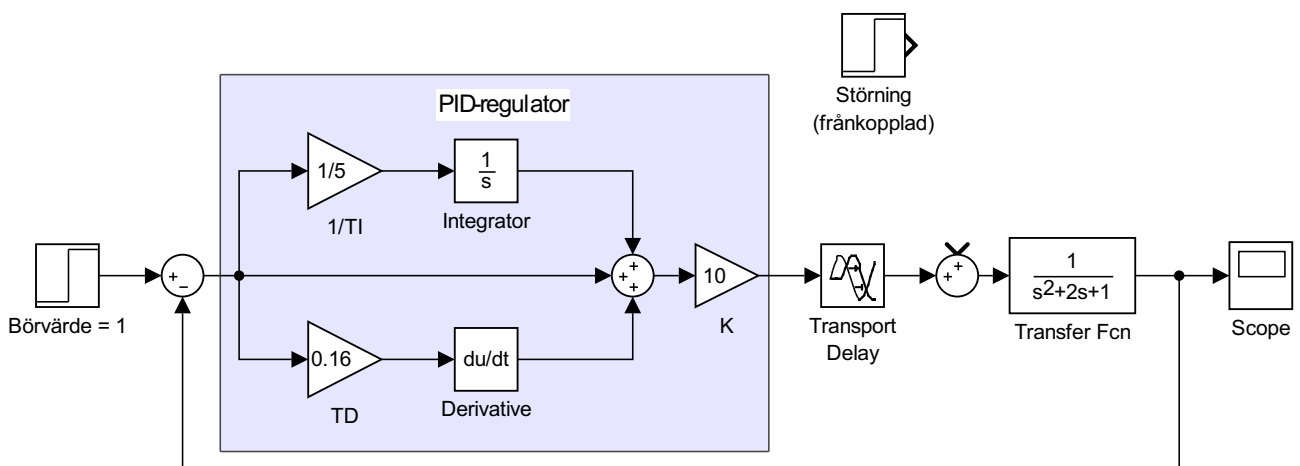 Störning
(frånkopplad)
PID-regulator
1/5
1/TI
1
s
Integrator
Börvärde = 1
+
−
+
+
+
10
K
Transport
Delay
+
+
1
s²+2s+1
Transfer Fcn
Scope
0.16
TD
du/dt
Derivative